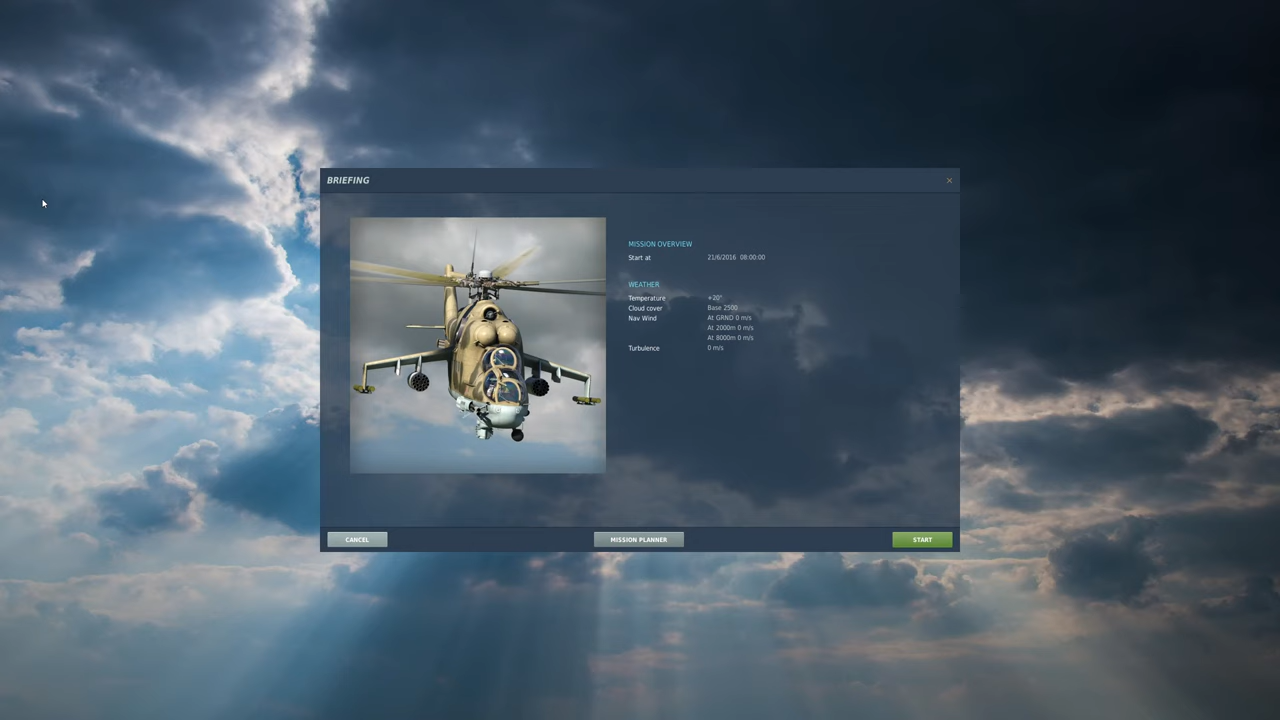 BRIEFING
×
MISSION OVERVIEW
Start at 21/6/2016 08:00:00
WEATHER
Temperature +20°
Cloud cover Base 2500
Nav Wind At GRND 0 m/s
At 2000m 0 m/s
At 8000m 0 m/s
Turbulence 0 m/s
CANCEL MISSION PLANNER START